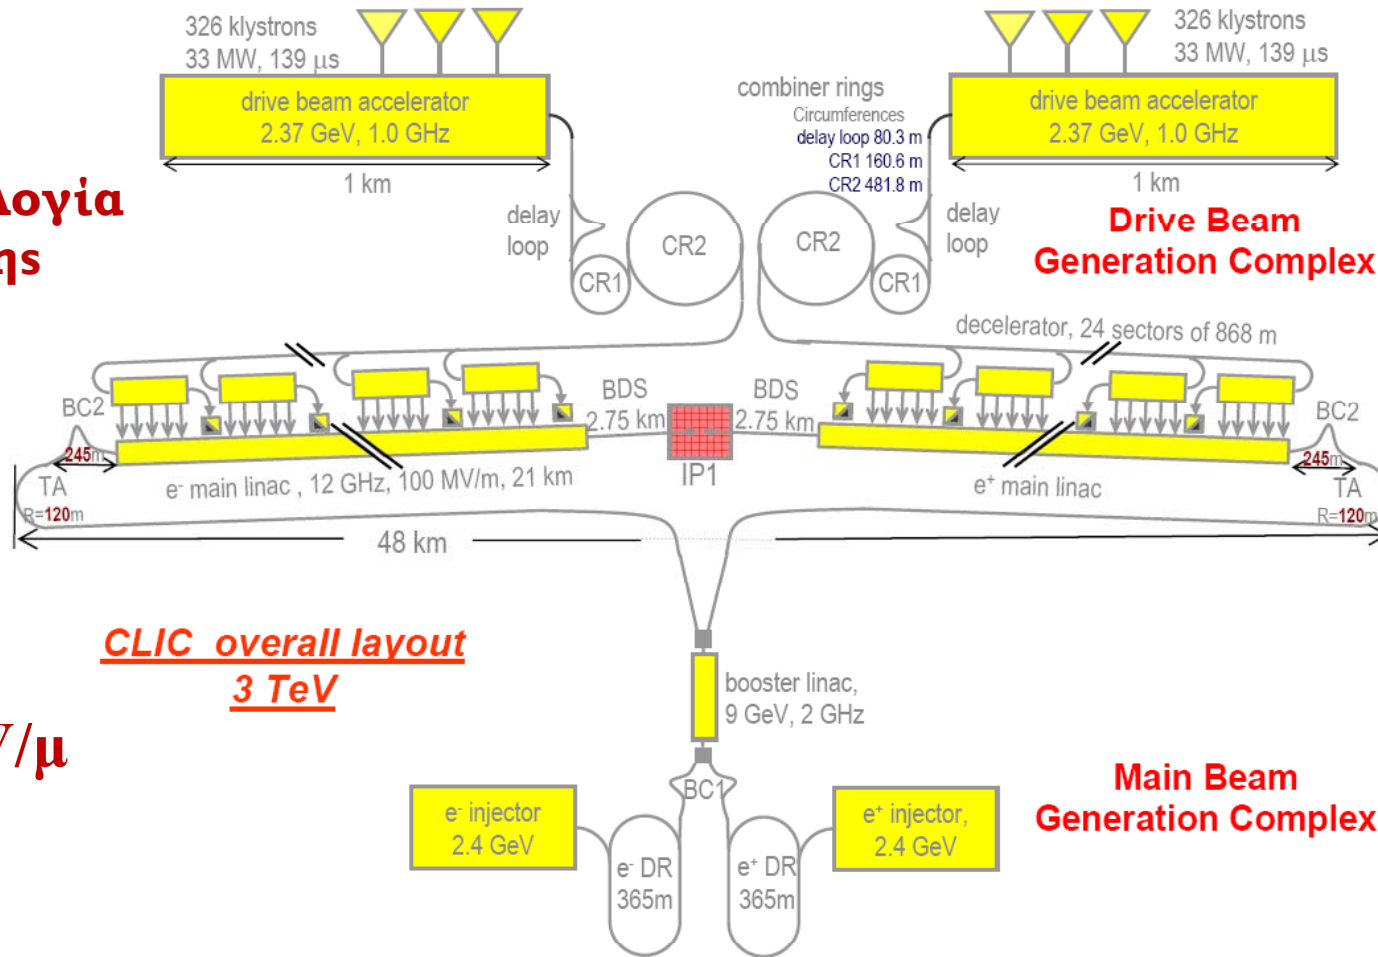 326 klystrons
33 MW, 139 μs
drive beam accelerator
2.37 GeV, 1.0 GHz
1 km
combiner rings
Circumferences
delay loop 80.3 m
CR1 160.6 m
CR2 481.8 m
326 klystrons
33 MW, 139 μs
drive beam accelerator
2.37 GeV, 1.0 GHz
1 km
delay
loop
CR1
CR2
CR2
CR1
delay
loop
Drive Beam
Generation Complex
decelerator, 24 sectors of 868 m
BC2
245m
TA
R=120m
BDS
2.75 km
IP1
BDS
2.75 km
BC2
245m
TA
R=120m
e⁻ main linac , 12 GHz, 100 MV/m, 21 km
e⁺ main linac
48 km
CLIC overall layout
3 TeV
booster linac,
9 GeV, 2 GHz
/μ
BC1
e⁻ injector
2.4 GeV
e⁻ DR
365m
e⁺ DR
365m
e⁺ injector,
2.4 GeV
Main Beam
Generation Complex